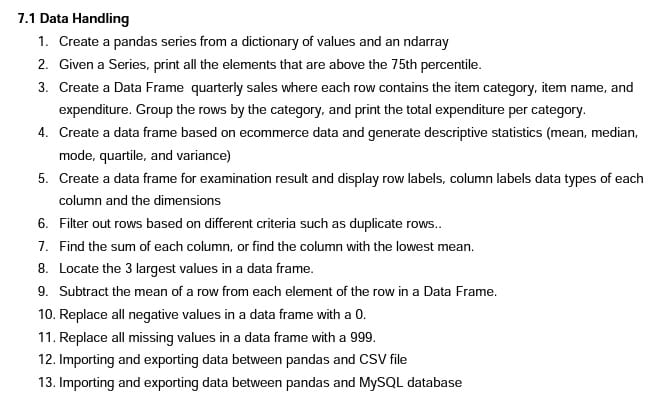 7.1 Data Handling
1. Create a pandas series from a dictionary of values and an ndarray
2. Given a Series, print all the elements that are above the 75th percentile.
3. Create a Data Frame quarterly sales where each row contains the item category, item name, and
expenditure. Group the rows by the category, and print the total expenditure per category.
4. Create a data frame based on ecommerce data and generate descriptive statistics (mean, median,
mode, quartile, and variance)
5. Create a data frame for examination result and display row labels, column labels data types of each
column and the dimensions
6. Filter out rows based on different criteria such as duplicate rows..
7. Find the sum of each column, or find the column with the lowest mean.
8. Locate the 3 largest values in a data frame.
9. Subtract the mean of a row from each element of the row in a Data Frame.
10. Replace all negative values in a data frame with a 0.
11. Replace all missing values in a data frame with a 999.
12. Importing and exporting data between pandas and CSV file
13. Importing and exporting data between pandas and MySQL database